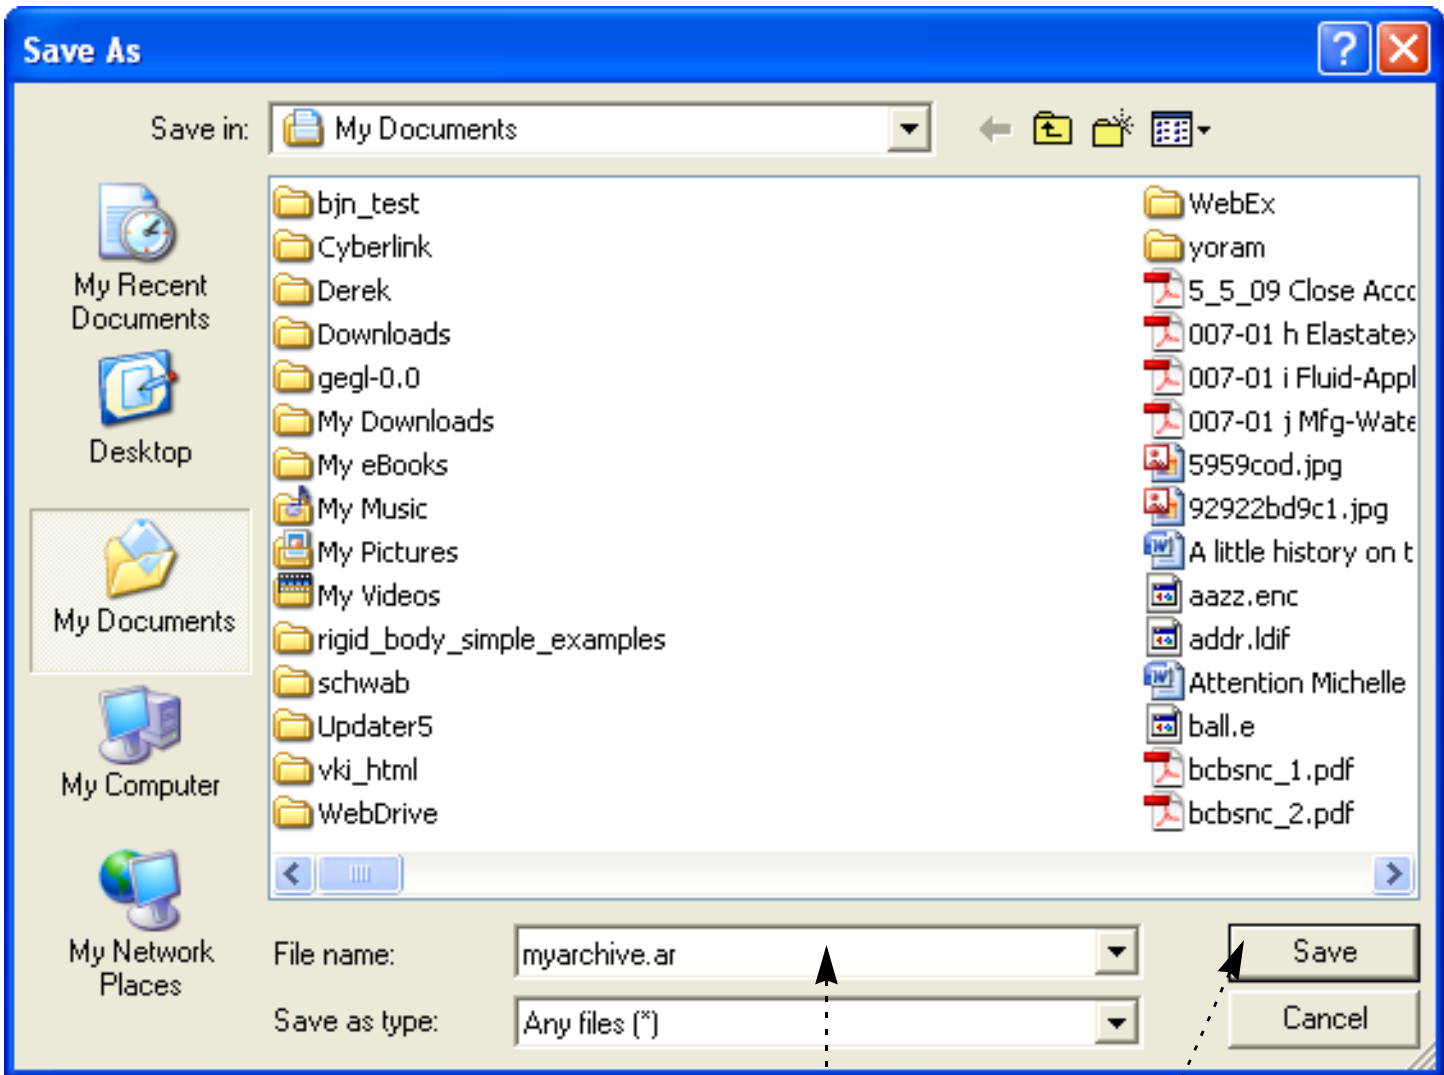 Save As
Save in:
My Documents
My Recent
Documents
Desktop
My Documents
My Computer
My Network
Places
bjn_test
Cyberlink
Derek
Downloads
gegl-0.0
My Downloads
My eBooks
My Music
My Pictures
My Videos
rigid_body_simple_examples
schwab
Updater5
vki_html
WebDrive
WebEx
yoram
5_5_09 Close Acco
007-01 h Elastatex
007-01 i Fluid-Appl
007-01 j Mfg-Wate
5959cod.jpg
92922bd9c1.jpg
A little history on t
aazz.enc
addr.ldif
Attention Michelle
ball.e
bcbsnc_1.pdf
bcbsnc_2.pdf
File name:
myarchive.ar
Save
Save as type:
Any files (*)
Cancel